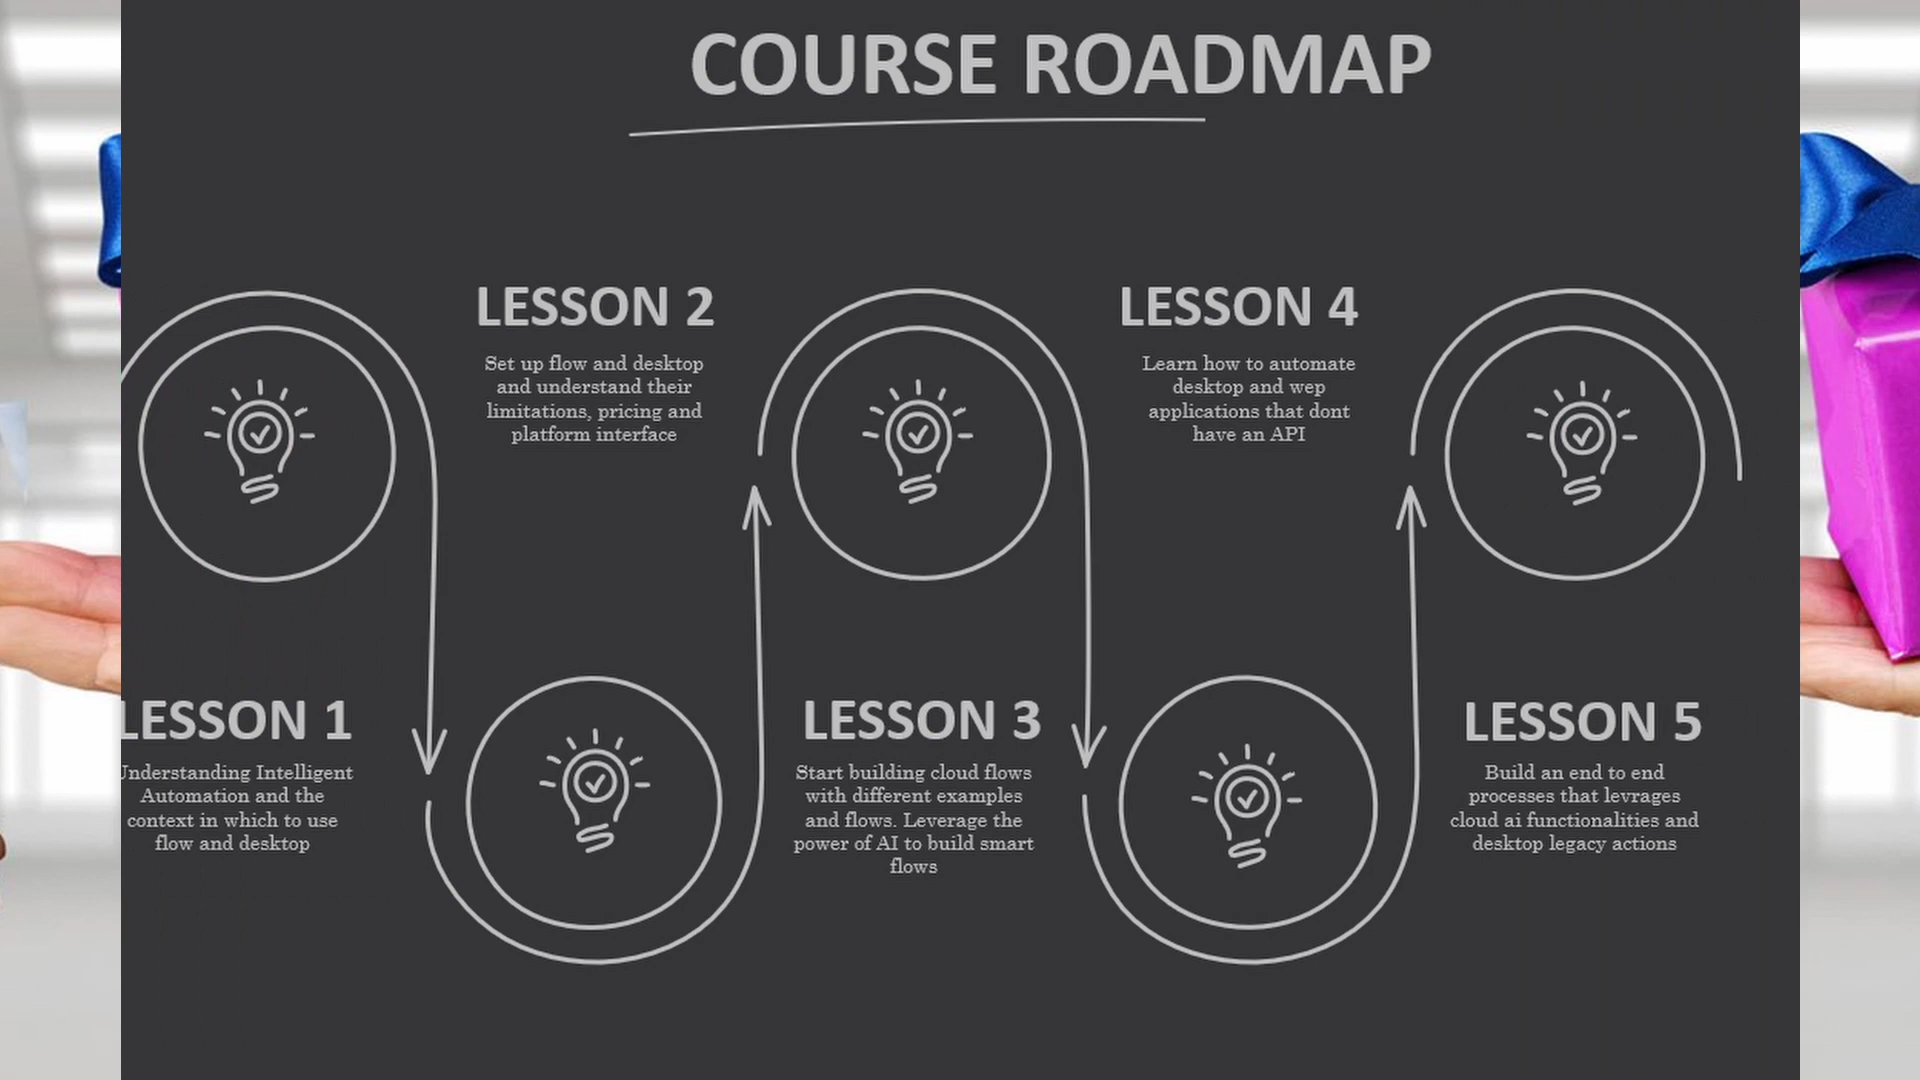 COURSE ROADMAP
LESSON 1
Understanding Intelligent
Automation and the
context in which to use
flow and desktop
LESSON 2
Set up flow and desktop
and understand their
limitations, pricing and
platform interface
LESSON 3
Start building cloud flows
with different examples
and flows. Leverage the
power of AI to build smart
flows
LESSON 4
Learn how to automate
desktop and wep
applications that dont
have an API
LESSON 5
Build an end to end
processes that levrages
cloud ai functionalities and
desktop legacy actions